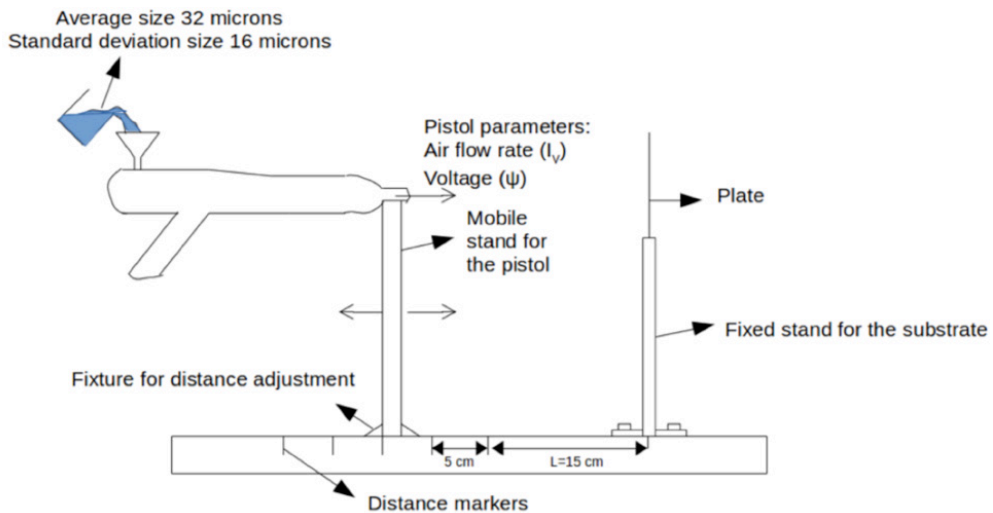 Average size 32 microns
Standard deviation size 16 microns
Pistol parameters:
Air flow rate (Iᵥ)
Voltage (ψ)
Mobile
stand for
the pistol
Plate
Fixed stand for the substrate
Fixture for distance adjustment
5 cm
L=15 cm
Distance markers